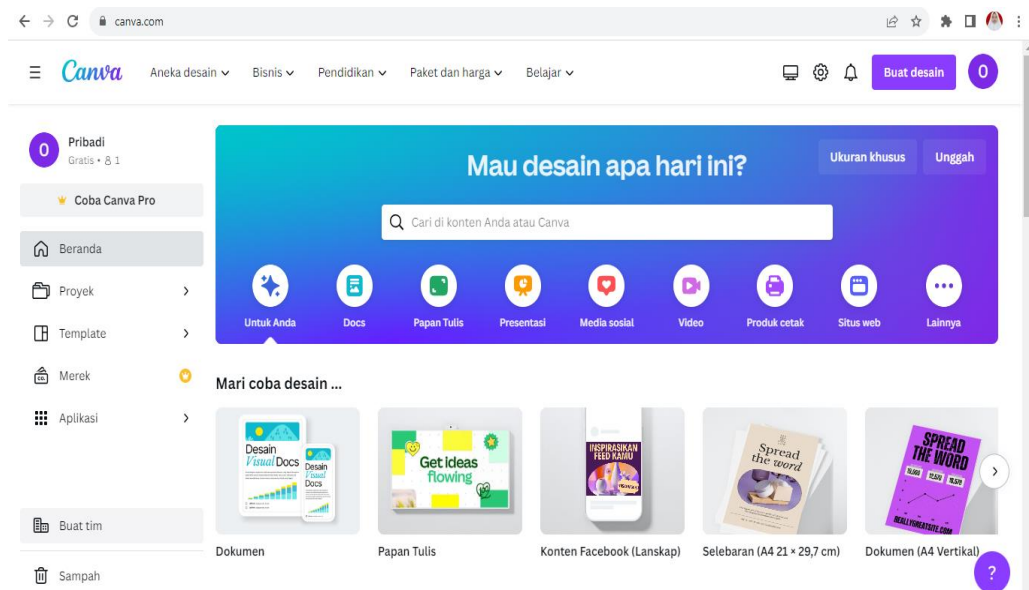 canva.com
Canva
Aneka desain
Bisnis
Pendidikan
Paket dan harga
Belajar
Buat desain
O
O
Pribadi
Gratis • 1
Coba Canva Pro
Beranda
Proyek
Template
Merek
CO.
Aplikasi
Buat tim
Sampah
Mau desain apa hari ini?
Ukuran khusus
Unggah
Cari di konten Anda atau Canva
Untuk Anda
Docs
Papan Tulis
Presentasi
Media sosial
Video
Produk cetak
Situs web
Lainnya
Mari coba desain ...
Desain
Visual Docs
Desain
Visual
Docs
Dokumen
Get ideas
flowing
Papan Tulis
INSPIRASIKAN
FEED KAMU
Konten Facebook (Lanskap)
Spread
the word
Selebaran (A4 21 × 29,7 cm)
SPREAD
THE WORD
REALLYGREATSITE.COM
Dokumen (A4 Vertikal)
?